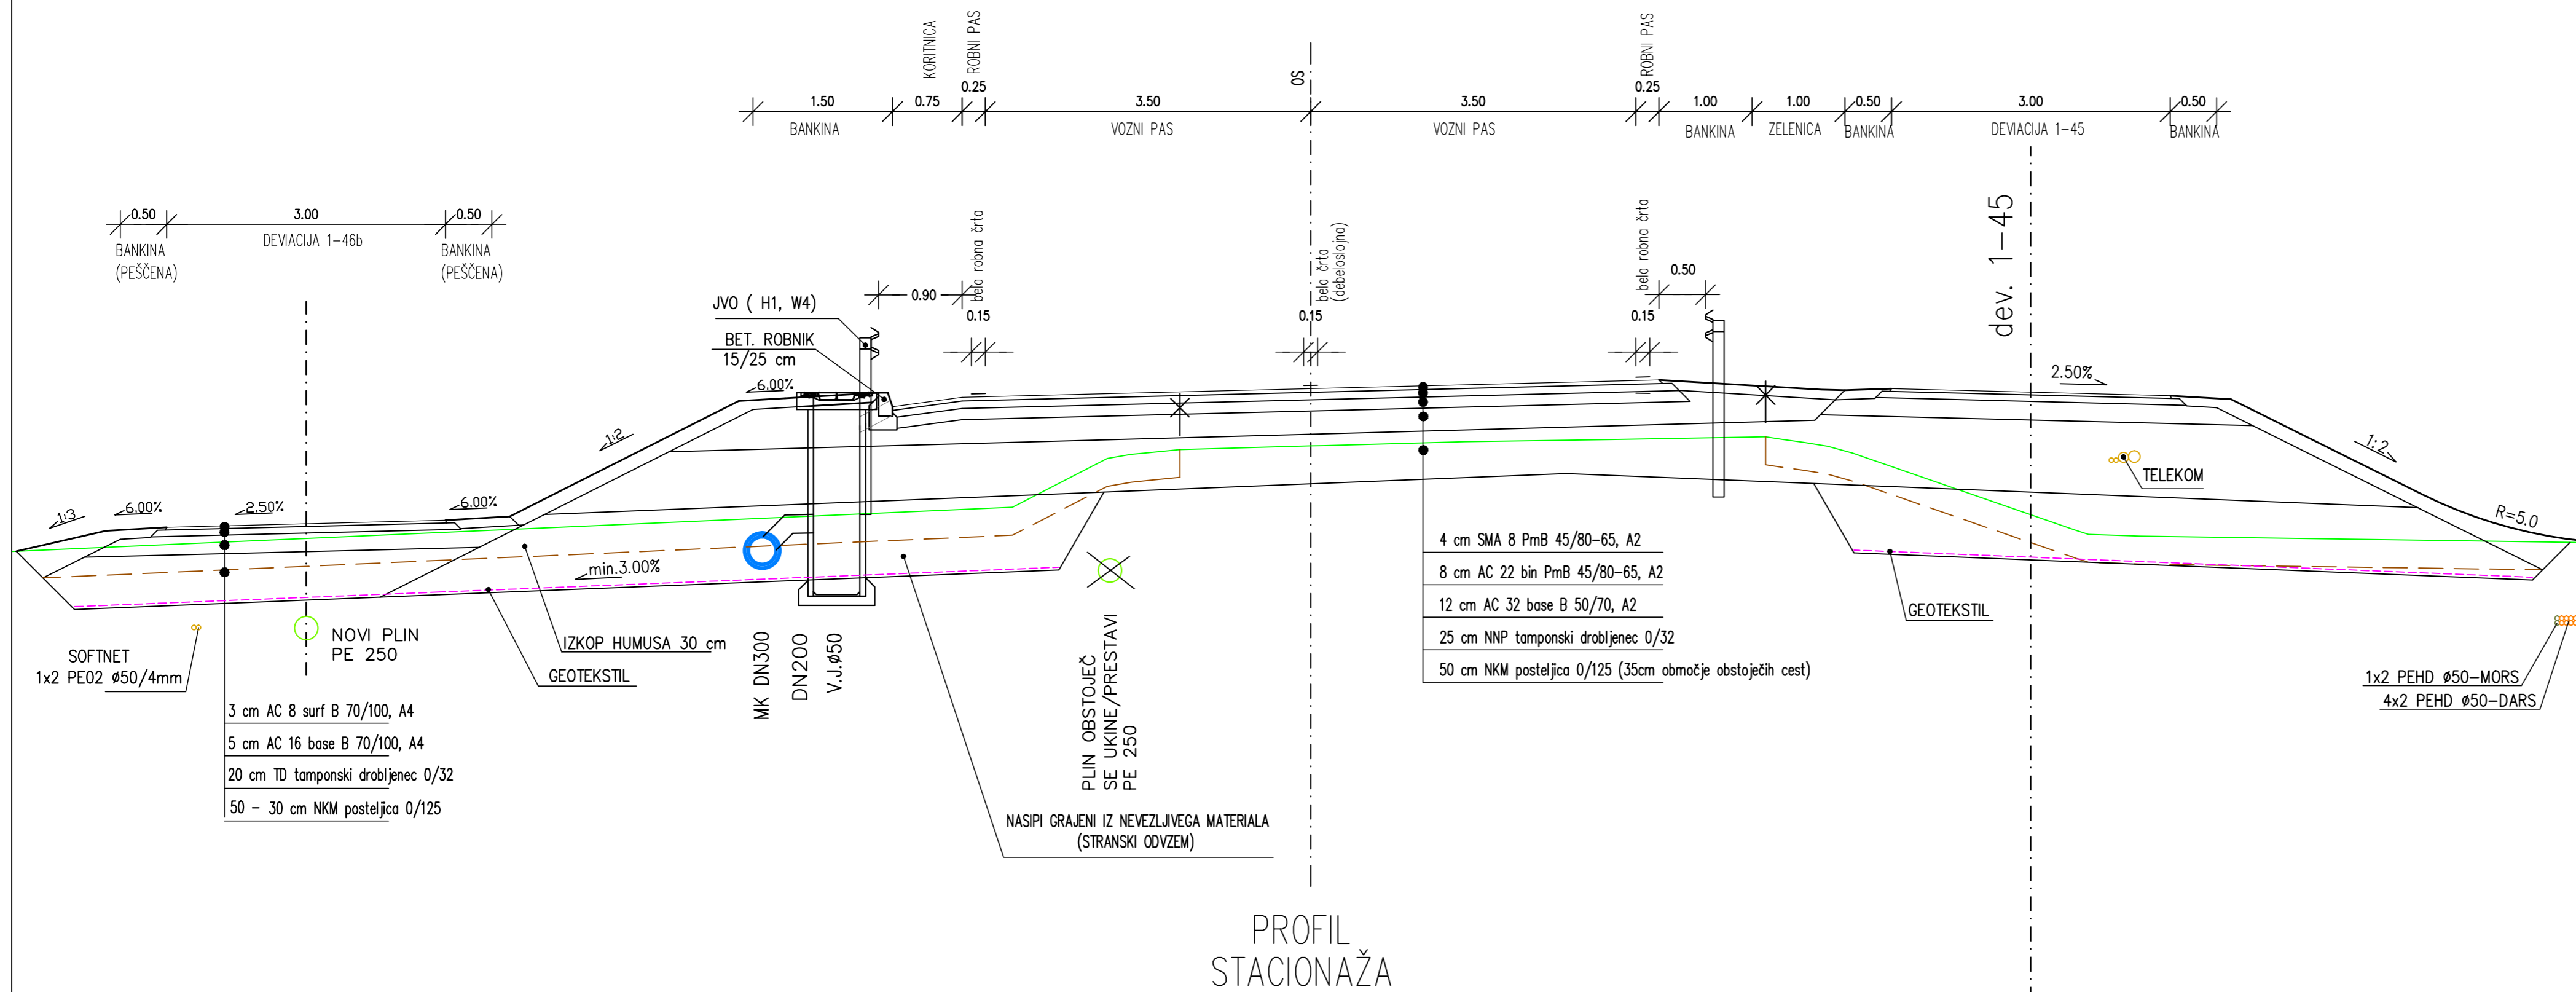 KORITNICA
ROBNI PAS
OS
ROBNI PAS
1.50
0.75
0.25
3.50
3.50
0.25
1.00
1.00
0.50
3.00
0.50
BANKINA
VOZNI PAS
VOZNI PAS
BANKINA
ZELENICA
BANKINA
DEVIACIJA 1-45
BANKINA
0.50
3.00
0.50
BANKINA
(PEŠČENA)
DEVIACIJA 1-46b
BANKINA
(PEŠČENA)
dev. 1-45
JVO ( H1, W4)
BET. ROBNIK
15/25 cm
0.90
bela robna črta
0.15
bela črta
(debeloslojna)
0.15
bela robna črta
0.15
0.50
6.00%
2.50%
1:2
1:2
R=5.0
TELEKOM
1:3
6.00%
2.50%
6.00%
min.3.00%
NOVI PLIN
PE 250
SOFTNET
1x2 PEO2 ø50/4mm
IZKOP HUMUSA 30 cm
GEOTEKSTIL
MK DN300
DN200
V.J.ø50
PLIN OBSTOJEČ
SE UKINE/PRESTAVI
PE 250
4 cm SMA 8 PmB 45/80-65, A2
8 cm AC 22 bin PmB 45/80-65, A2
12 cm AC 32 base B 50/70, A2
25 cm NNP tamponski drobljenec 0/32
50 cm NKM posteljica 0/125 (35cm območje obstoječih cest)
GEOTEKSTIL
1x2 PEHD ø50-MORS
4x2 PEHD ø50-DARS
3 cm AC 8 surf B 70/100, A4
5 cm AC 16 base B 70/100, A4
20 cm TD tamponski drobljenec 0/32
50 - 30 cm NKM posteljica 0/125
NASIPI GRAJENI IZ NEVEZLJIVEGA MATERIALA
(STRANSKI ODVZEM)
PROFIL
STACIONAŽA